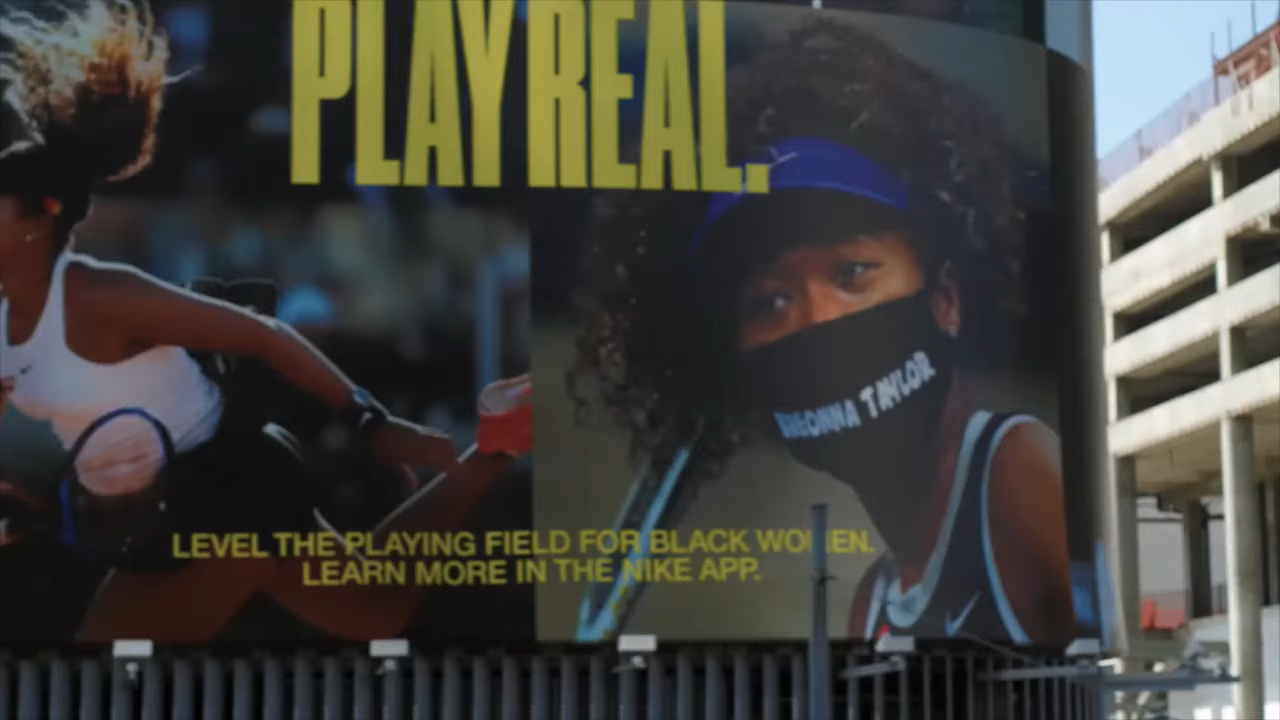 PLAY REAL.
BREONNA TAYLOR
LEVEL THE PLAYING FIELD FOR BLACK WOMEN.
LEARN MORE IN THE NIKE APP.